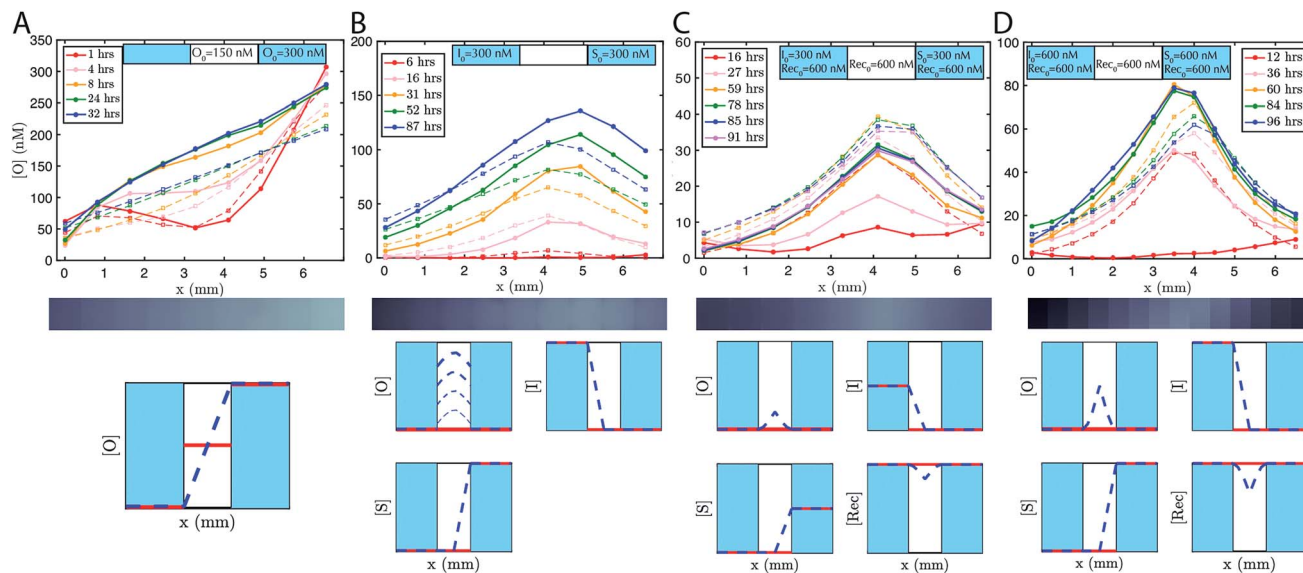 A
B
C
D
[O] (nM)
350
300
250
200
150
100
50
0
1 hrs
4 hrs
8 hrs
24 hrs
32 hrs
O₀=150 nM
O₀=300 nM
0 1 2 3 4 5 6
x (mm)
200
150
100
50
0
I₀=300 nM
S₀=300 nM
6 hrs
16 hrs
31 hrs
52 hrs
87 hrs
0 1 2 3 4 5 6
x (mm)
60
50
40
30
20
10
0
16 hrs
27 hrs
59 hrs
78 hrs
85 hrs
91 hrs
I₀=300 nM
Rec₀=600 nM
Rec₀=600 nM
S₀=300 nM
Rec₀=600 nM
0 1 2 3 4 5 6
x (mm)
100
80
60
40
20
0
I₀=600 nM
Rec₀=600 nM
Rec₀=600 nM
S₀=600 nM
Rec₀=600 nM
12 hrs
36 hrs
60 hrs
84 hrs
96 hrs
0 1 2 3 4 5 6
x (mm)
[O]
x (mm)
[O]
[I]
[S]
x (mm)
[O]
[I]
[S]
[Rec]
x (mm)
x (mm)
[O]
[I]
[S]
[Rec]
x (mm)
x (mm)